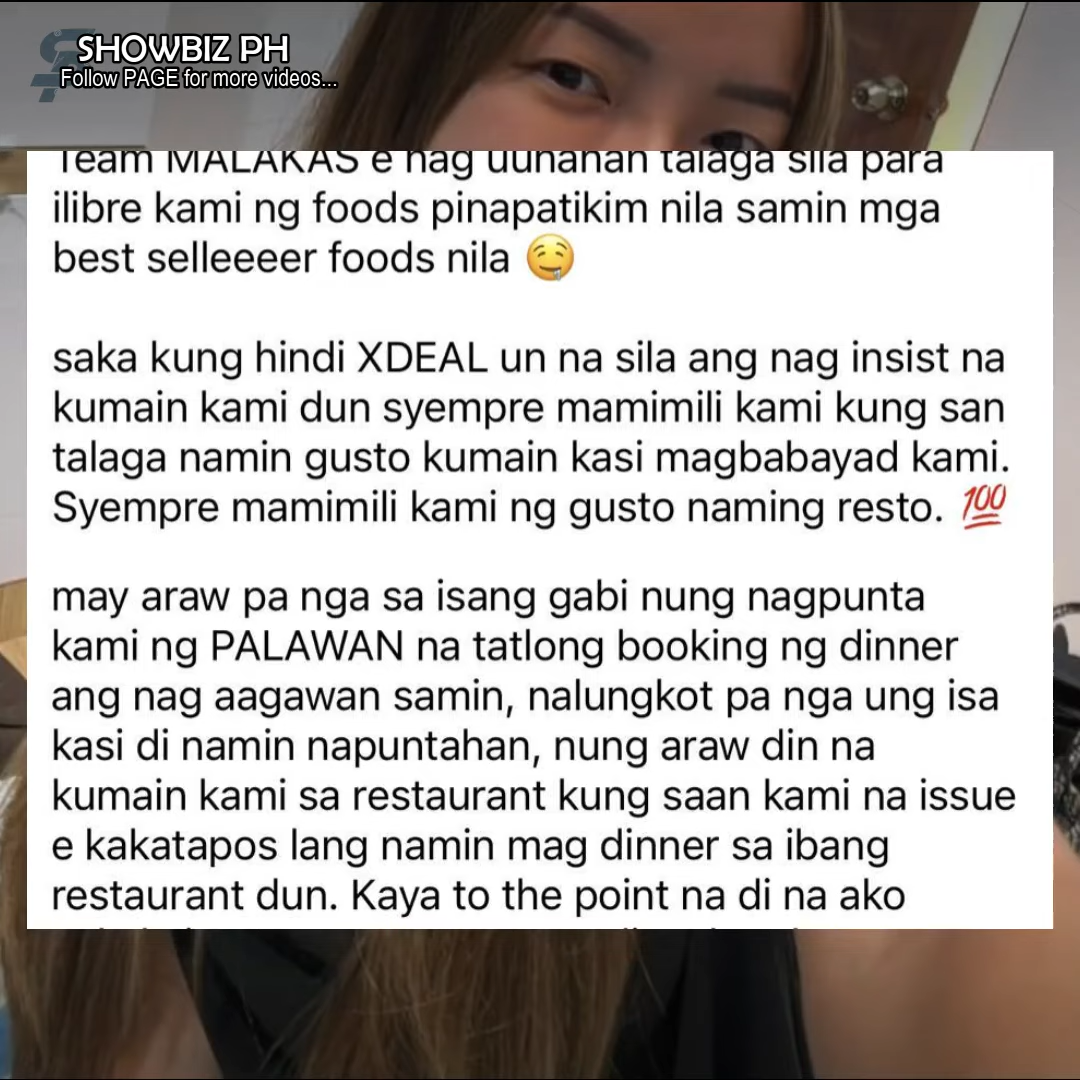 SHOWBIZ PH
Follow PAGE for more videos...
Team MALAKAS e nag uunahan talaga sila para
ilibre kami ng foods pinapatikim nila samin mga
best selleeeer foods nila 🤤
saka kung hindi XDEAL un na sila ang nag insist na
kumain kami dun syempre mamimili kami kung san
talaga namin gusto kumain kasi magbabayad kami.
Syempre mamimili kami ng gusto naming resto. 💯
may araw pa nga sa isang gabi nung nagpunta
kami ng PALAWAN na tatlong booking ng dinner
ang nag aagawan samin, nalungkot pa nga ung isa
kasi di namin napuntahan, nung araw din na
kumain kami sa restaurant kung saan kami na issue
e kakatapos lang namin mag dinner sa ibang
restaurant dun. Kaya to the point na di na ako